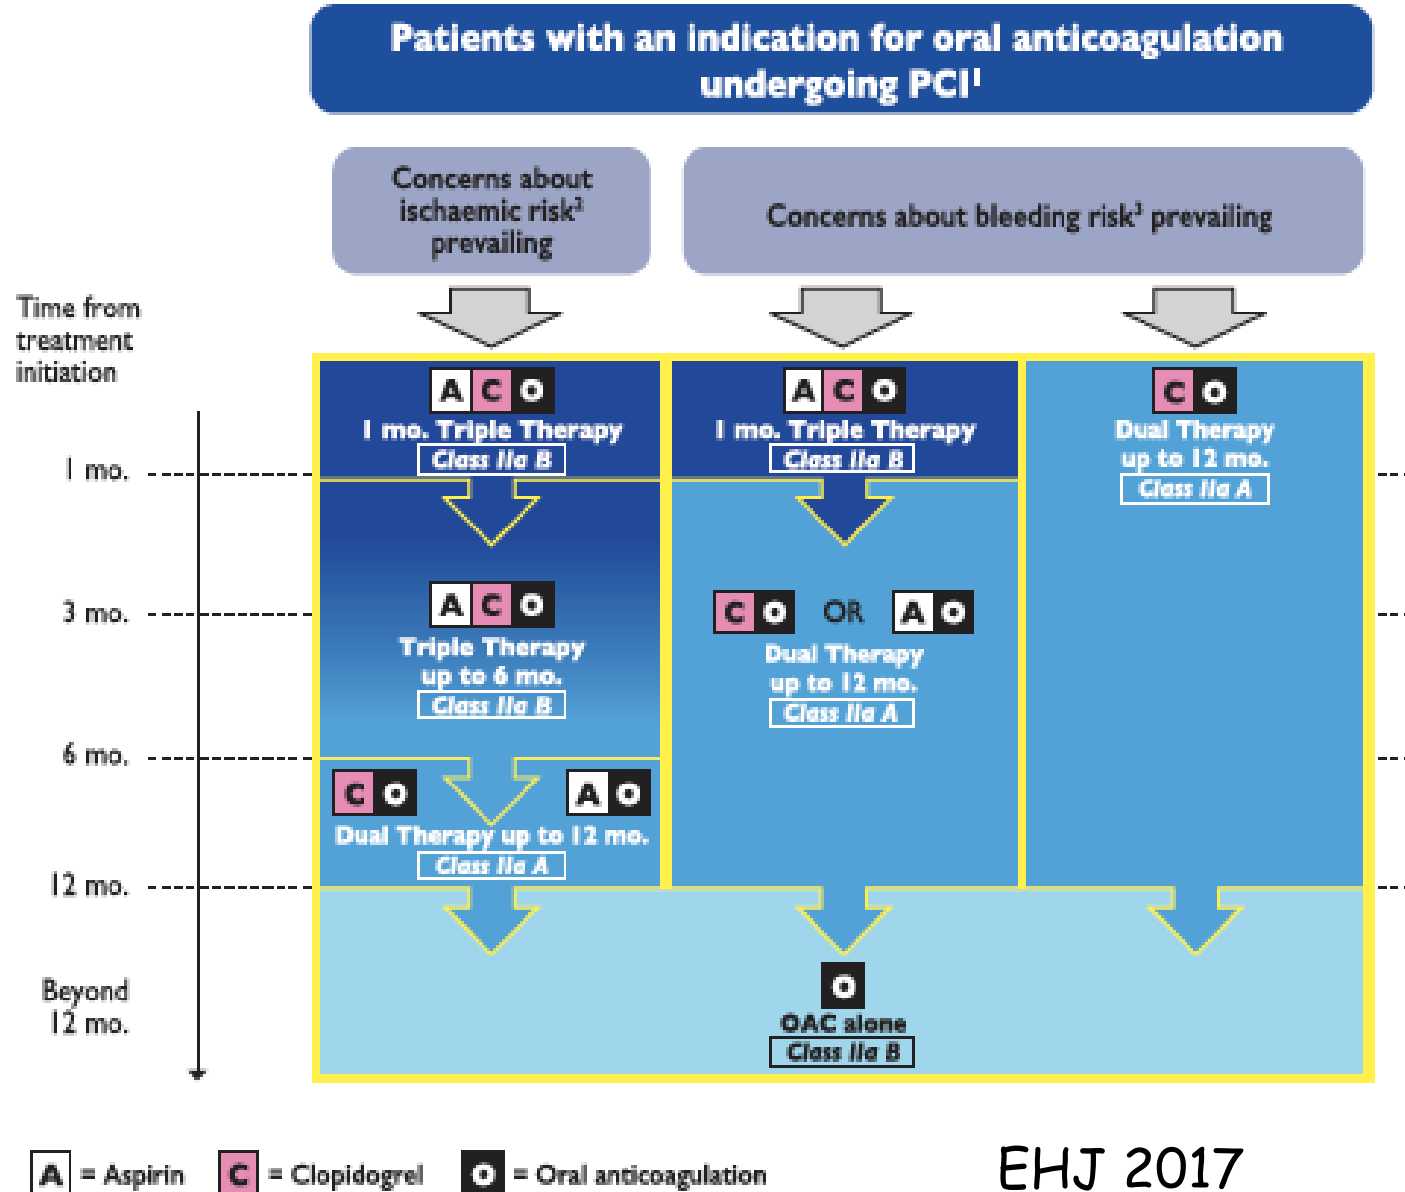 Patients with an indication for oral anticoagulation
undergoing PCI¹
Concerns about
ischaemic risk²
prevailing
Concerns about bleeding risk³ prevailing
Time from
treatment
initiation
A C O
1 mo. Triple Therapy
Class IIa B
A C O
1 mo. Triple Therapy
Class IIa B
C O
Dual Therapy
up to 12 mo.
Class IIa A
1 mo.
3 mo.
A C O
Triple Therapy
up to 6 mo.
Class IIa B
C O OR A O
Dual Therapy
up to 12 mo.
Class IIa A
6 mo.
C O A O
Dual Therapy up to 12 mo.
Class IIa A
12 mo.
Beyond
12 mo.
O
OAC alone
Class IIa B
A = Aspirin C = Clopidogrel O = Oral anticoagulation
EHJ 2017